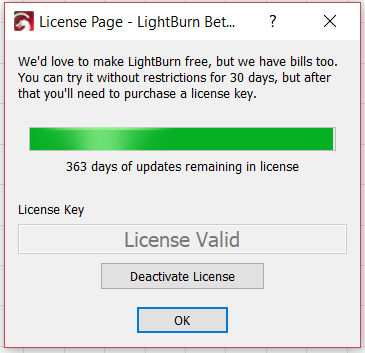 License Page - LightBurn Bet...
?
We'd love to make LightBurn free, but we have bills too.
You can try it without restrictions for 30 days, but after
that you'll need to purchase a license key.
363 days of updates remaining in license
License Key
License Valid
Deactivate License
OK